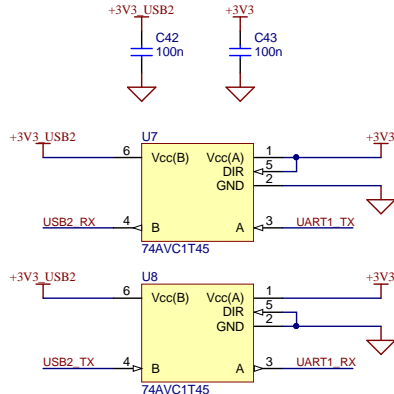 +3V3_USB2
+3V3
C42
100n
C43
100n
+3V3_USB2
U7
+3V3
6
Vcc(B)
Vcc(A)
1
DIR
5
GND
2
USB2_RX
4
B
A
3
UART1_TX
74AVC1T45
+3V3_USB2
U8
+3V3
6
Vcc(B)
Vcc(A)
1
DIR
5
GND
2
USB2_TX
4
B
A
3
UART1_RX
74AVC1T45